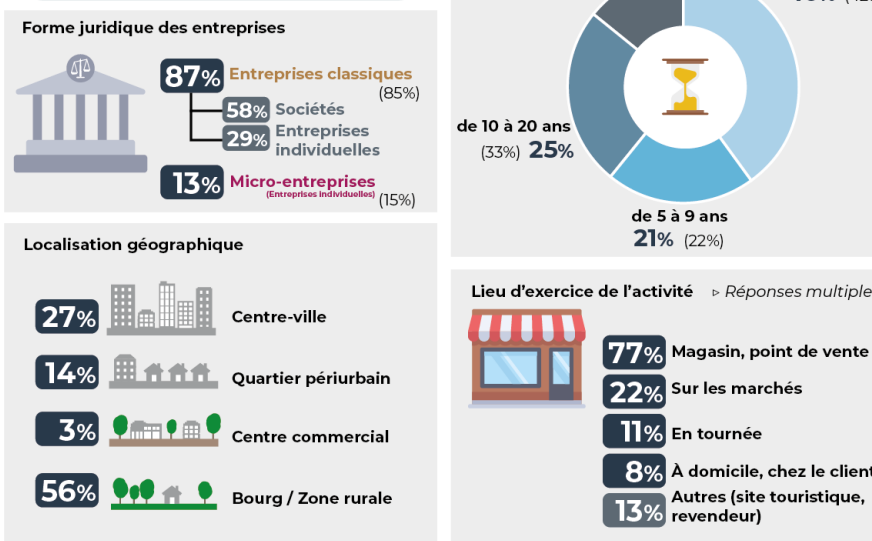 Forme juridique des entreprises
87% Entreprises classiques
(85%)
58% Sociétés
29% Entreprises
individuelles
13% Micro-entreprises
(Entreprises Individuelles) (15%)
Localisation géographique
27% Centre-ville
14% Quartier périurbain
3% Centre commercial
56% Bourg / Zone rurale
de 10 à 20 ans
(33%) 25%
de 5 à 9 ans
21% (22%)
Lieu d'exercice de l'activité ▹ Réponses multiple
77% Magasin, point de vente
22% Sur les marchés
11% En tournée
8% À domicile, chez le client
13% Autres (site touristique,
revendeur)